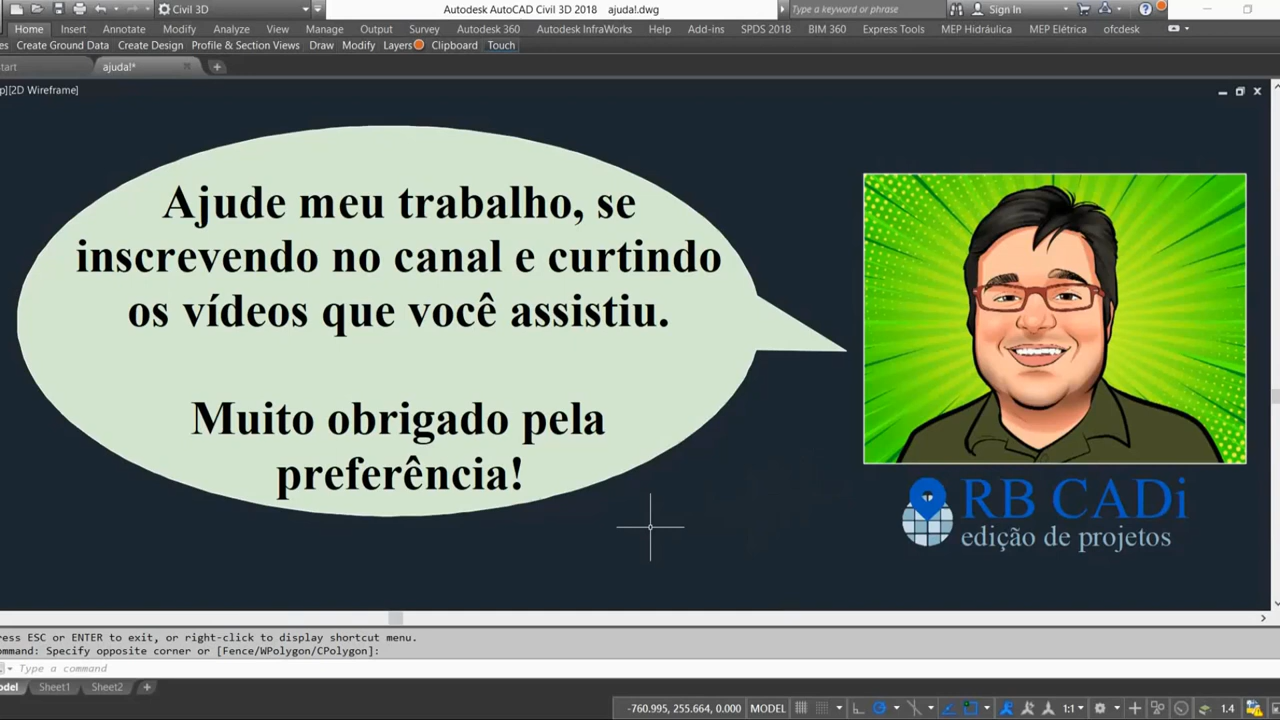 Civil 3D
Autodesk AutoCAD Civil 3D 2018 ajuda!.dwg
Type a keyword or phrase
Sign In
Home Insert Annotate Modify Analyze View Manage Output Survey Autodesk 360 Autodesk InfraWorks Help Add-ins SPDS 2018 BIM 360 Express Tools MEP Hidráulica MEP Elétrica ofcdesk
es Create Ground Data Create Design Profile & Section Views Draw Modify Layers Clipboard Touch
tart ajuda!*
p][2D Wireframe]
Ajude meu trabalho, se
inscrevendo no canal e curtindo
os vídeos que você assistiu.
Muito obrigado pela
preferência!
RB CADi
edição de projetos
ress ESC or ENTER to exit, or right-click to display shortcut menu.
ommand: Specify opposite corner or [Fence/WPolygon/CPolygon]:
Type a command
odel Sheet1 Sheet2
-760.995, 255.664, 0.000 MODEL 1:1 1.4